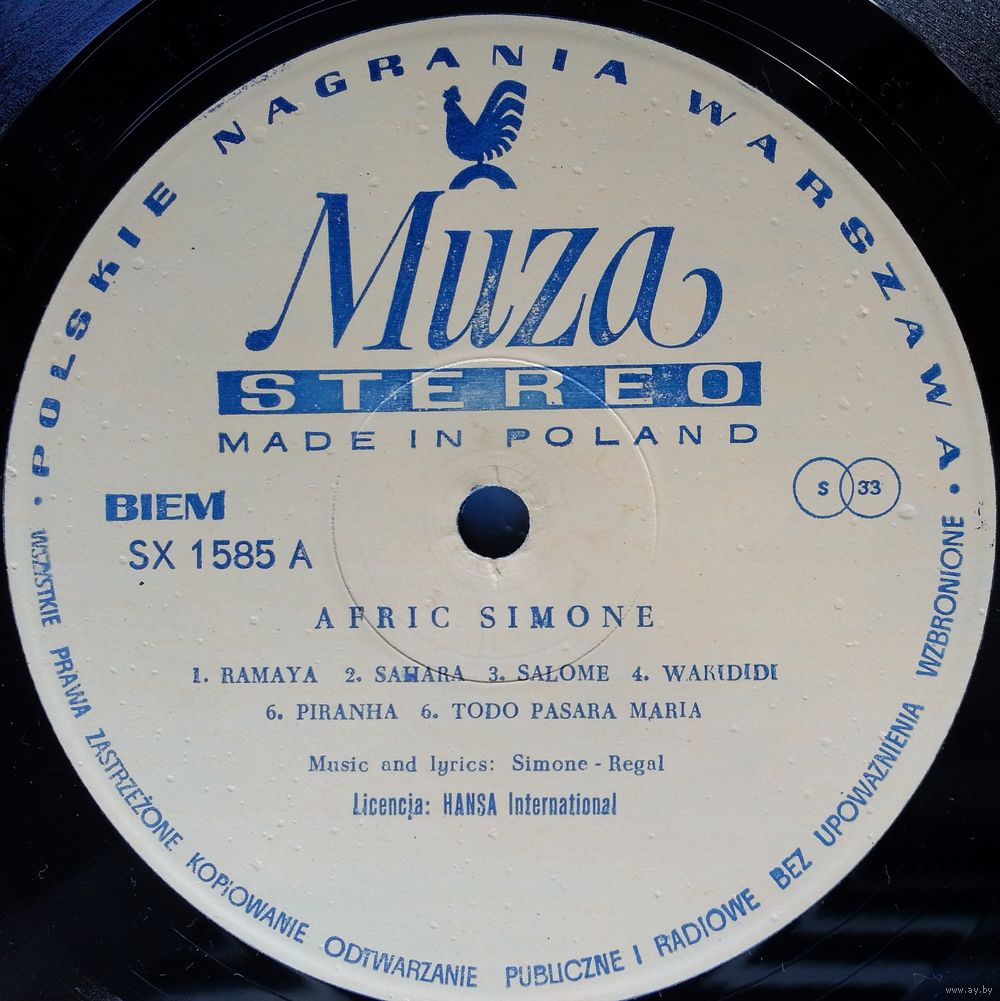 POLSKIE NAGRANIA WARSZAWA
Muza
STEREO
MADE IN POLAND
BIEM
S 33
SX 1585 A
AFRIC SIMONE
1. RAMAYA 2. SAHARA 3. SALOME 4. WAKIDIDI
6. PIRANHA 6. TODO PASARA MARIA
Music and lyrics: Simone - Regal
Licencja: HANSA International
WSZYSTKIE PRAWA ZASTRZEŻONE KOPIOWANIE ODTWARZANIE PUBLICZNE I RADIOWE BEZ UPOWAŻNIENIA WZBRONIONE
www.ay.by